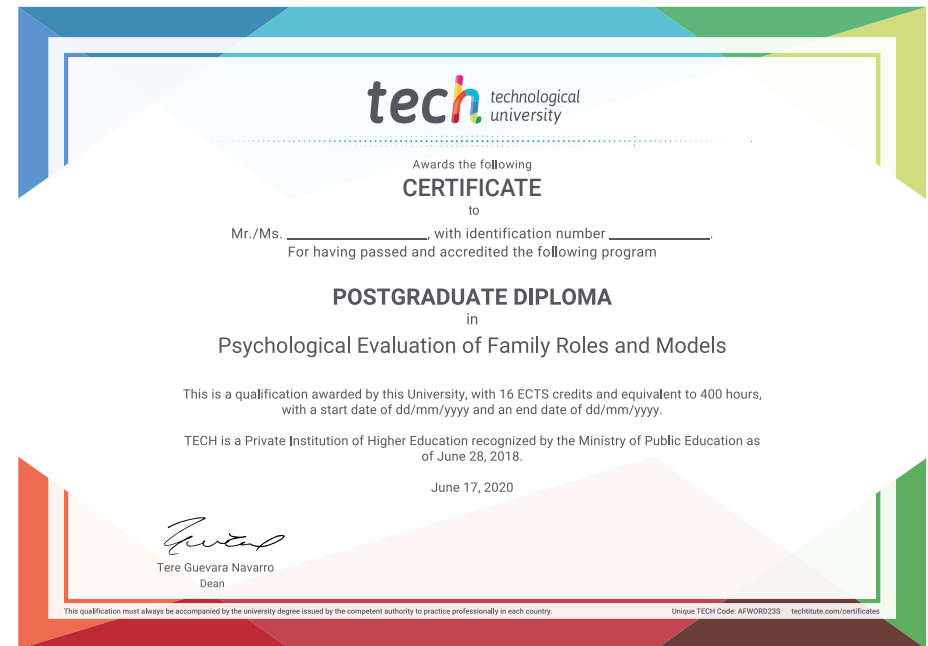 tech technological
university
Awards the following
CERTIFICATE
to
Mr./Ms. ____________________, with identification number ______________.
For having passed and accredited the following program
POSTGRADUATE DIPLOMA
in
Psychological Evaluation of Family Roles and Models
This is a qualification awarded by this University, with 16 ECTS credits and equivalent to 400 hours,
with a start date of dd/mm/yyyy and an end date of dd/mm/yyyy.
TECH is a Private Institution of Higher Education recognized by the Ministry of Public Education as
of June 28, 2018.
June 17, 2020
Tere Guevara Navarro
Dean
This qualification must always be accompanied by the university degree issued by the competent authority to practice professionally in each country. Unique TECH Code: AFWORD23S techtitute.com/certificates